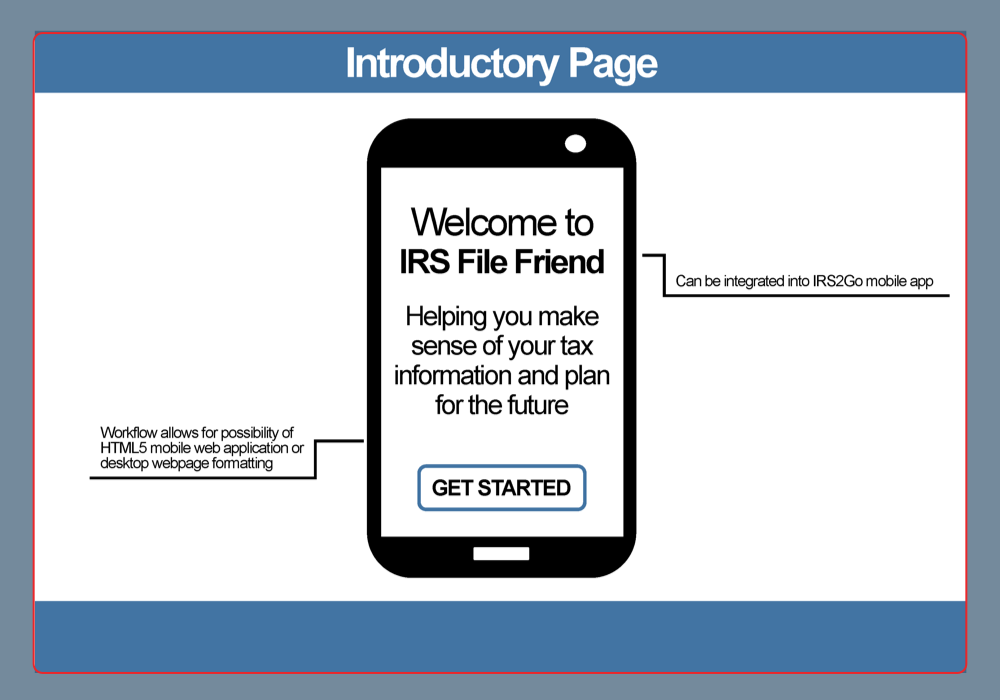 Introductory Page
Welcome to
IRS File Friend
Helping you make
sense of your tax
information and plan
for the future
GET STARTED
Can be integrated into IRS2Go mobile app
Workflow allows for possibility of
HTML5 mobile web application or
desktop webpage formatting